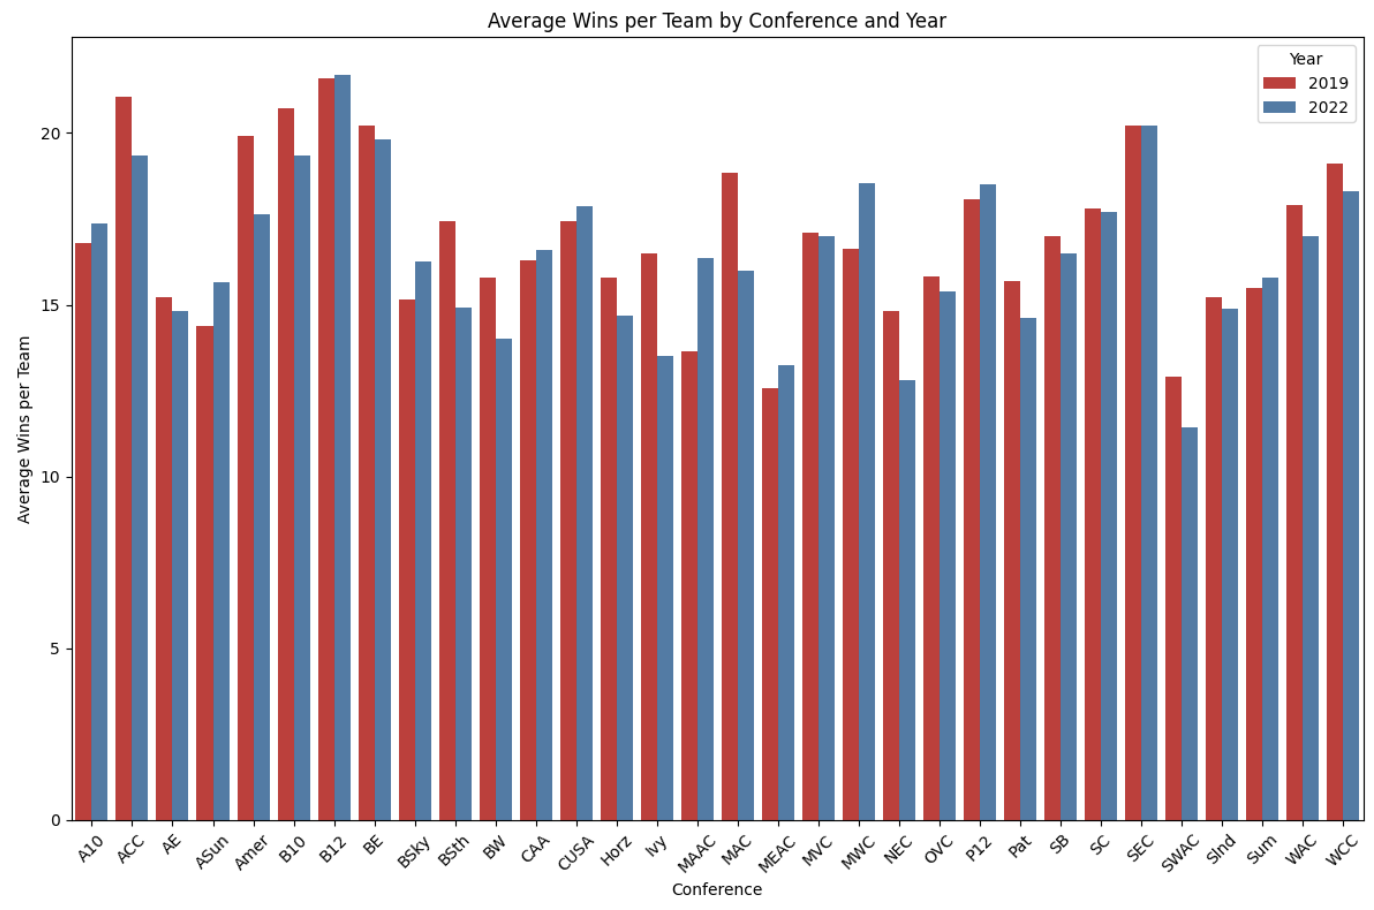 Average Wins per Team by Conference and Year
Year
2019
2022
Average Wins per Team
20
15
10
5
0
A10 ACC AE ASun Amer B10 B12 BE BSky BSth BW CAA CUSA Horz Ivy MAAC MAC MEAC MVC MWC NEC OVC P12 Pat SB SC SEC SWAC SInd Sum WAC WCC
Conference